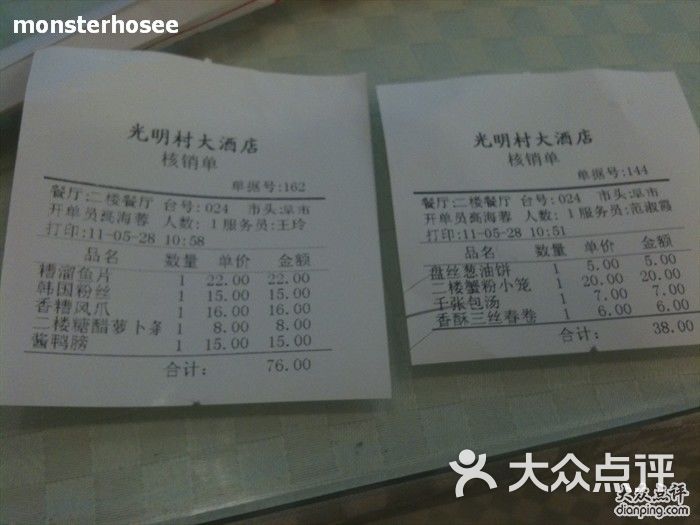 monsterhosee
光明村大酒店
核销单
单据号:162
餐厅:二楼餐厅 台号:024 市头:早市
开单员:高海蓉 人数: 1 服务员:王玲
打印:11-05-28 10:58
品名 数量 单价 金额
糟溜鱼片 1 22.00 22.00
韩国粉丝 1 15.00 15.00
香糟凤爪 1 16.00 16.00
二楼糖醋萝卜条 1 8.00 8.00
酱鸭膀 1 15.00 15.00
合计: 76.00
光明村大酒店
核销单
单据号:144
餐厅:二楼餐厅 台号:024 市头:早市
开单员:高海蓉 人数: 1 服务员:范淑霞
打印:11-05-28 10:51
品名 数量 单价 金额
盘丝葱油饼 1 5.00 5.00
二楼蟹粉小笼 1 20.00 20.00
千张包汤 1 7.00 7.00
香酥三丝春卷 1 6.00 6.00
合计: 38.00
大众点评
大众点评
dianping.com